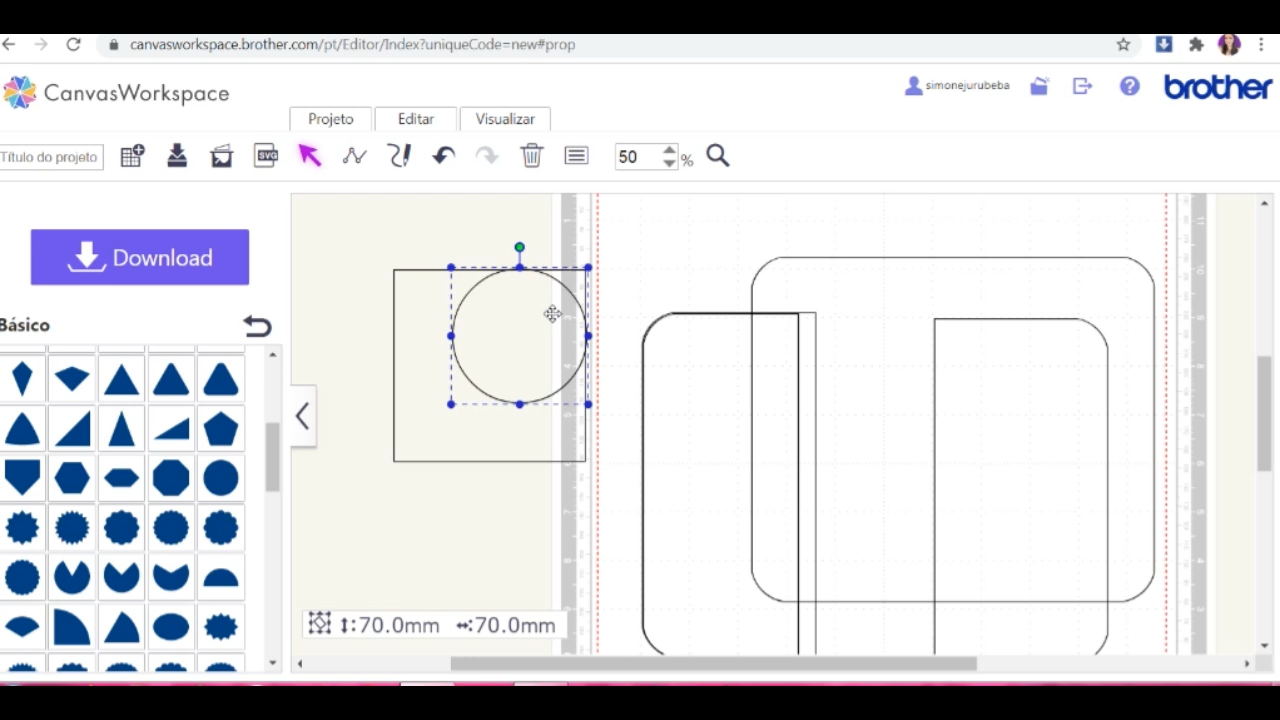 canvasworkspace.brother.com/pt/Editor/Index?uniqueCode=new#prop
CanvasWorkspace
simonejurubeba
brother
Projeto
Editar
Visualizar
Título do projeto
SVG
50
%
Download
Básico
70.0mm
70.0mm